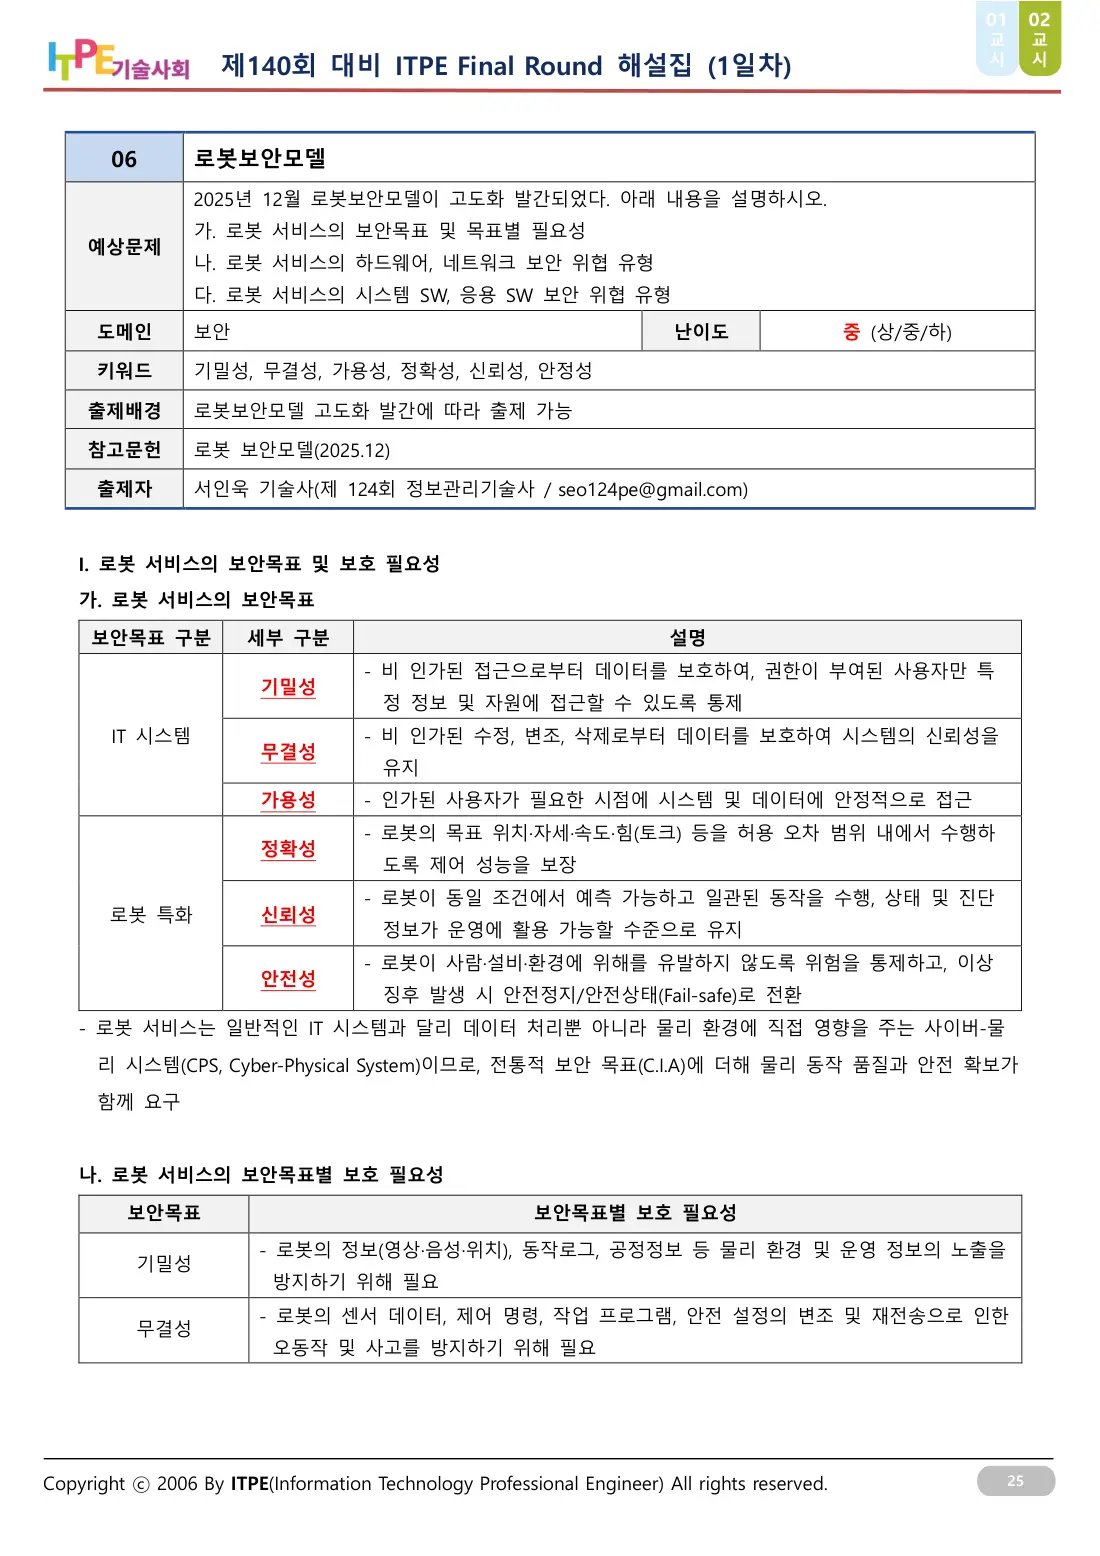 01 교시
02 교시
ITPE기술사회 제140회 대비 ITPE Final Round 해설집 (1일차)
06 로봇보안모델
예상문제
2025년 12월 로봇보안모델이 고도화 발간되었다. 아래 내용을 설명하시오.
가. 로봇 서비스의 보안목표 및 목표별 필요성
나. 로봇 서비스의 하드웨어, 네트워크 보안 위협 유형
다. 로봇 서비스의 시스템 SW, 응용 SW 보안 위협 유형
도메인 보안 난이도 중 (상/중/하)
키워드 기밀성, 무결성, 가용성, 정확성, 신뢰성, 안정성
출제배경 로봇보안모델 고도화 발간에 따라 출제 가능
참고문헌 로봇 보안모델(2025.12)
출제자 서인욱 기술사(제 124회 정보관리기술사 / seo124pe@gmail.com)
I. 로봇 서비스의 보안목표 및 보호 필요성
가. 로봇 서비스의 보안목표
보안목표 구분 세부 구분 설명
IT 시스템
기밀성
- 비 인가된 접근으로부터 데이터를 보호하여, 권한이 부여된 사용자만 특
정 정보 및 자원에 접근할 수 있도록 통제
무결성
- 비 인가된 수정, 변조, 삭제로부터 데이터를 보호하여 시스템의 신뢰성을
유지
가용성 - 인가된 사용자가 필요한 시점에 시스템 및 데이터에 안정적으로 접근
로봇 특화
정확성
- 로봇의 목표 위치·자세·속도·힘(토크) 등을 허용 오차 범위 내에서 수행하
도록 제어 성능을 보장
신뢰성
- 로봇이 동일 조건에서 예측 가능하고 일관된 동작을 수행, 상태 및 진단
정보가 운영에 활용 가능할 수준으로 유지
안전성
- 로봇이 사람·설비·환경에 위해를 유발하지 않도록 위험을 통제하고, 이상
징후 발생 시 안전정지/안전상태(Fail-safe)로 전환
- 로봇 서비스는 일반적인 IT 시스템과 달리 데이터 처리뿐 아니라 물리 환경에 직접 영향을 주는 사이버-물
리 시스템(CPS, Cyber-Physical System)이므로, 전통적 보안 목표(C.I.A)에 더해 물리 동작 품질과 안전 확보가
함께 요구
나. 로봇 서비스의 보안목표별 보호 필요성
보안목표 보안목표별 보호 필요성
기밀성
- 로봇의 정보(영상·음성·위치), 동작로그, 공정정보 등 물리 환경 및 운영 정보의 노출을
방지하기 위해 필요
무결성
- 로봇의 센서 데이터, 제어 명령, 작업 프로그램, 안전 설정의 변조 및 재전송으로 인한
오동작 및 사고를 방지하기 위해 필요
Copyright ⓒ 2006 By ITPE(Information Technology Professional Engineer) All rights reserved.
25